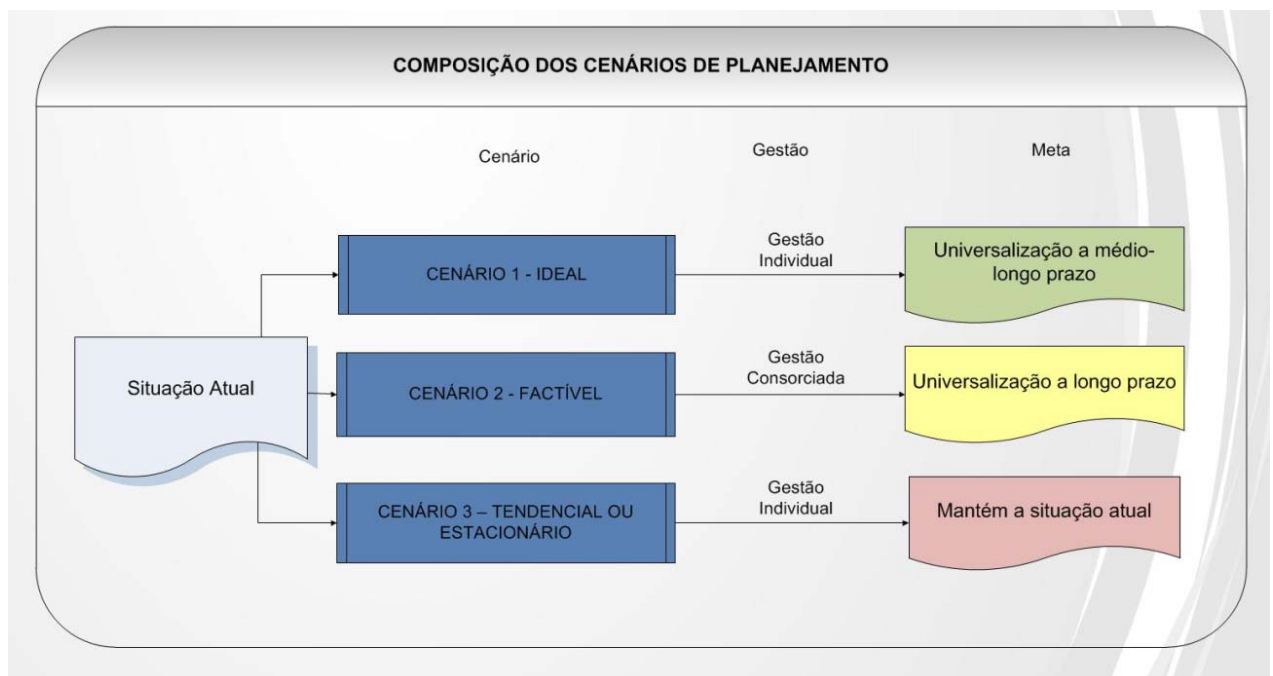 COMPOSIÇÃO DOS CENÁRIOS DE PLANEJAMENTO
Cenário
Gestão
Meta
Situação Atual
CENÁRIO 1 - IDEAL
Gestão
Individual
Universalização a médio-
longo prazo
CENÁRIO 2 - FACTÍVEL
Gestão
Consorciada
Universalização a longo prazo
CENÁRIO 3 – TENDENCIAL OU
ESTACIONÁRIO
Gestão
Individual
Mantém a situação atual